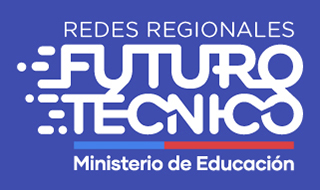 REDES REGIONALES
FUTURO
TÉCNICO
Ministerio de Educación